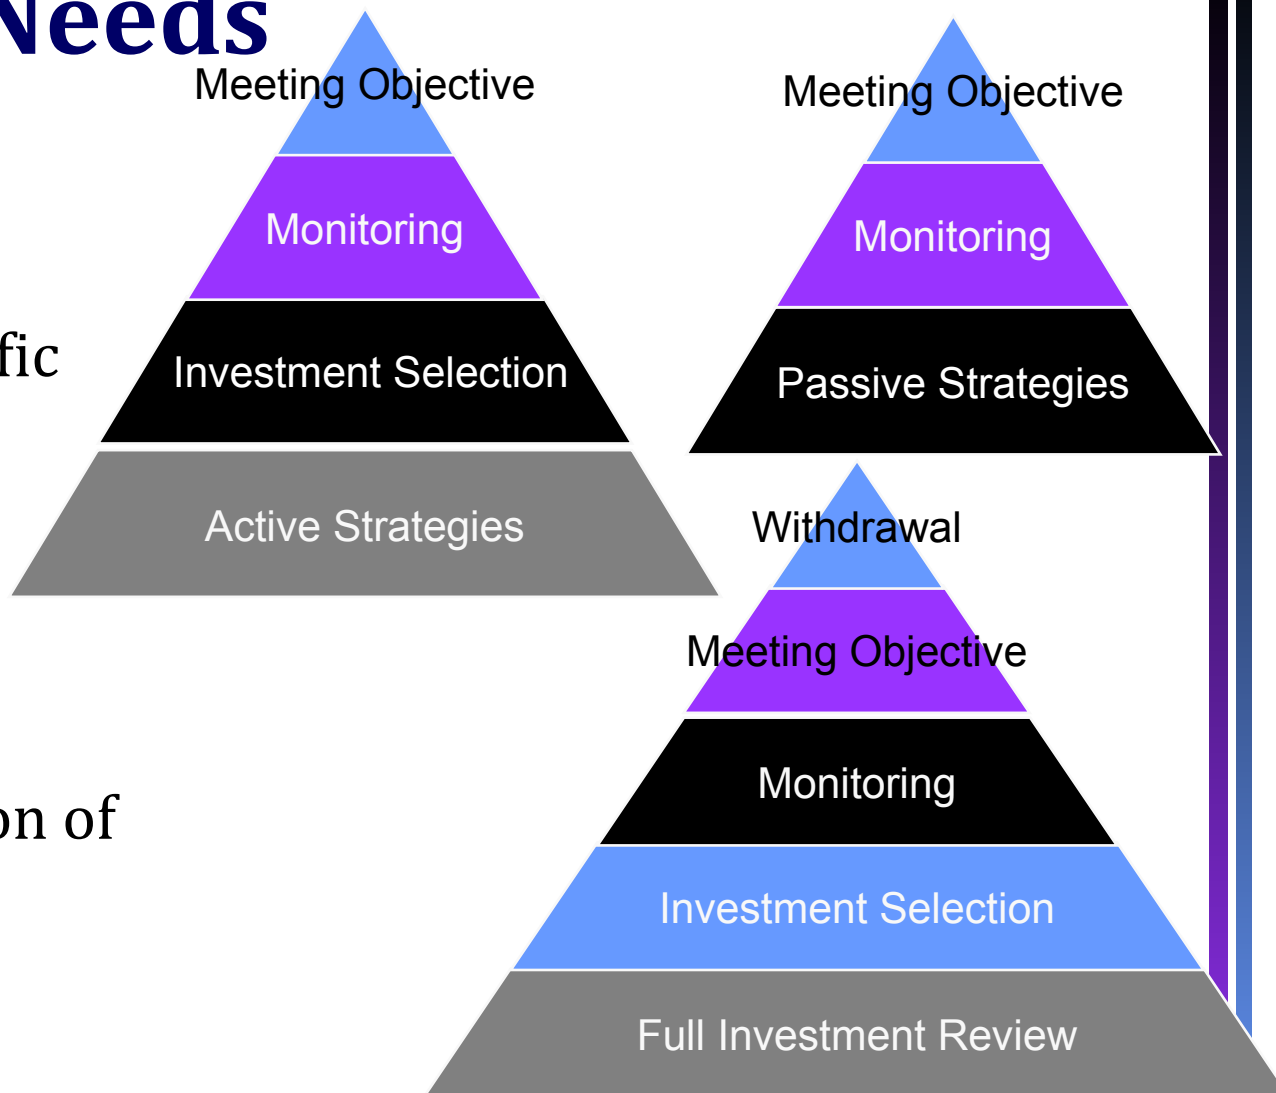 Needs
Meeting Objective
Monitoring
Investment Selection
Active Strategies
Meeting Objective
Monitoring
Passive Strategies
fic
on of
Withdrawal
Meeting Objective
Monitoring
Investment Selection
Full Investment Review